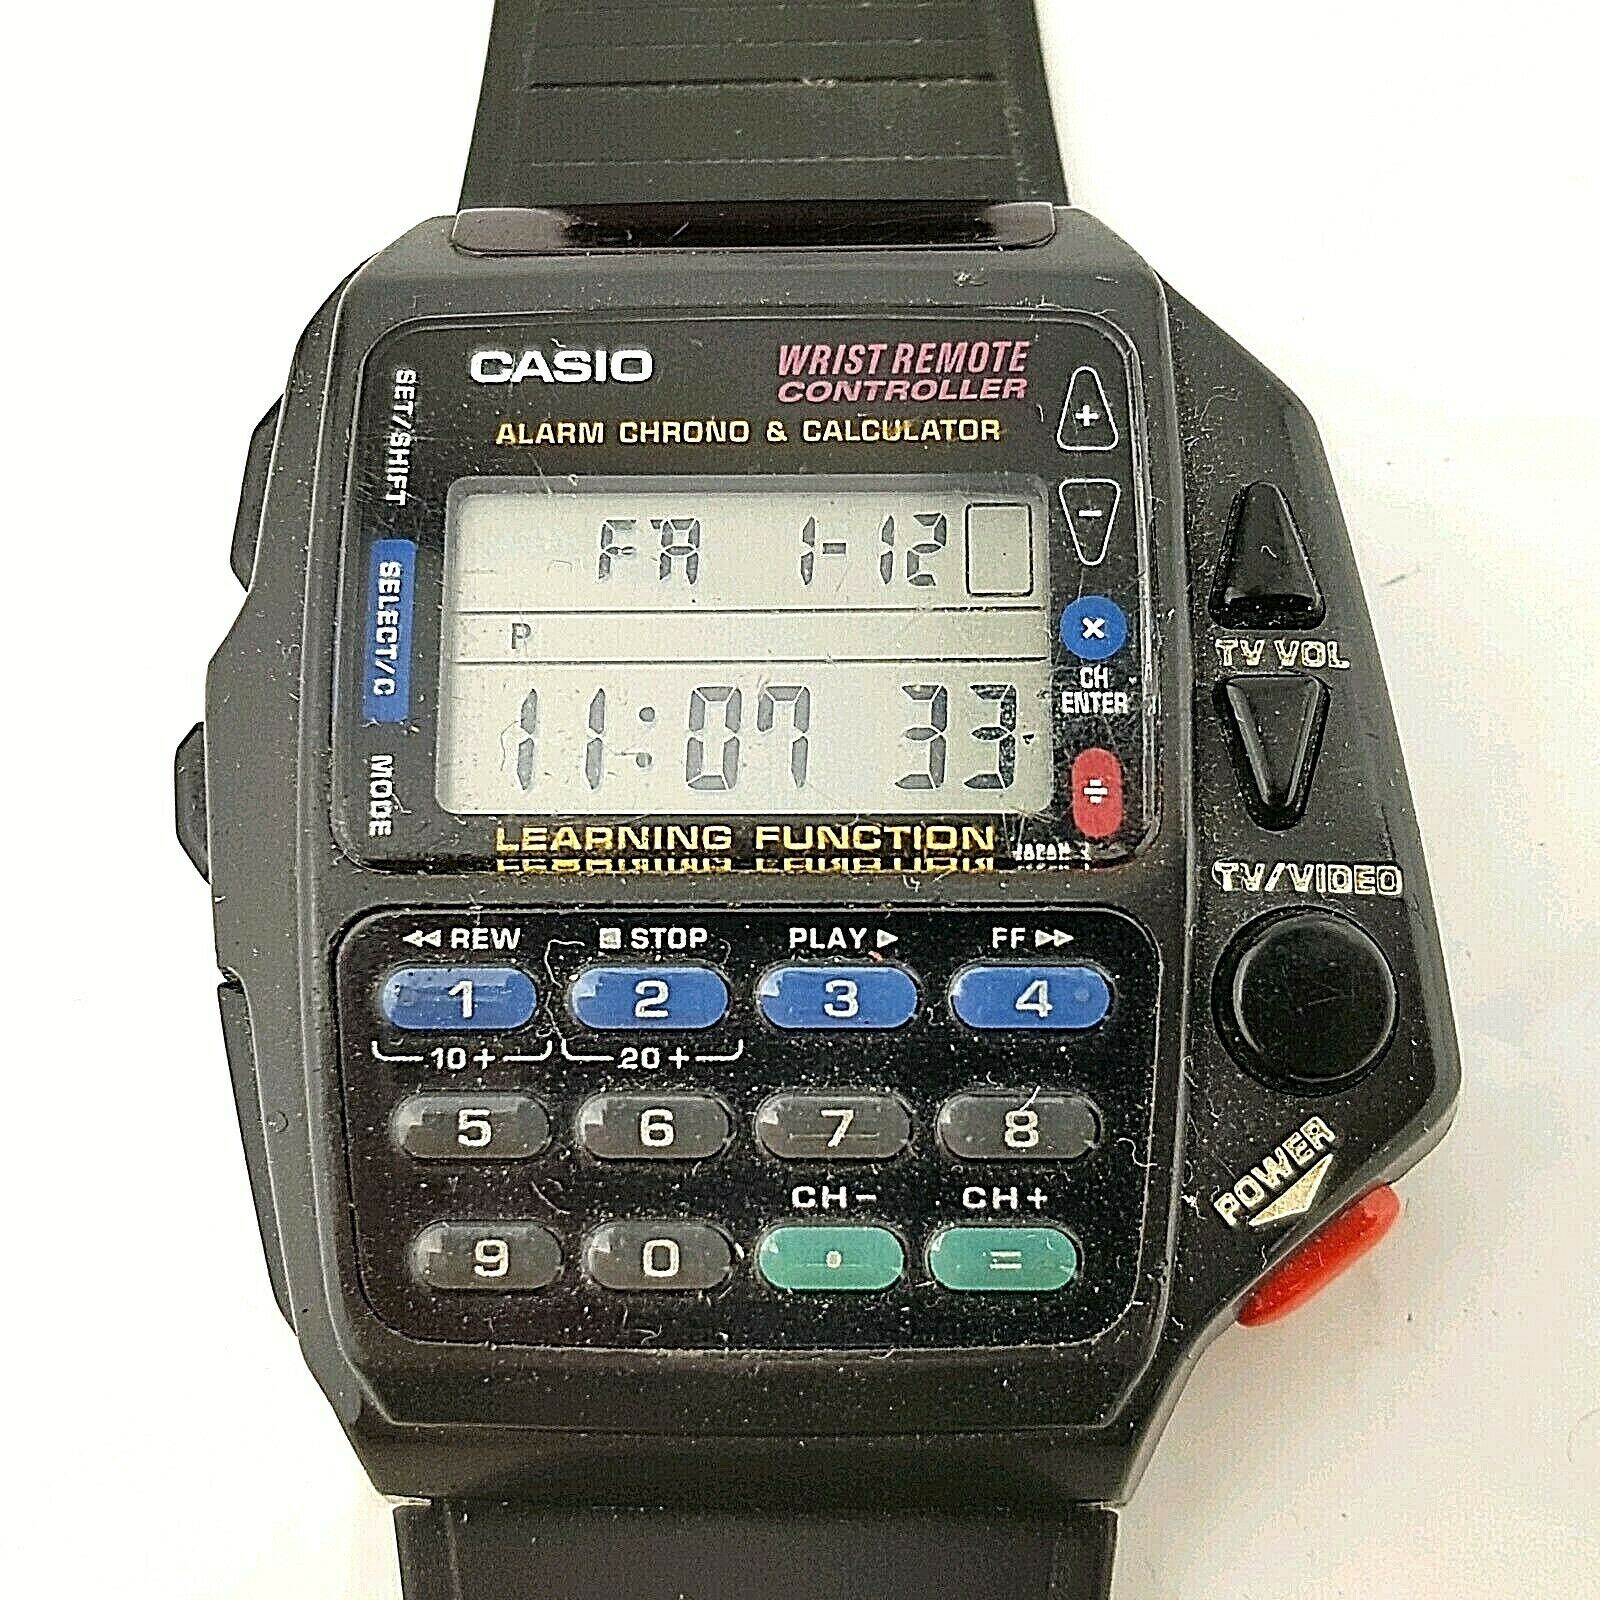 CASIO
WRIST REMOTE
CONTROLLER
ALARM CHRONO & CALCULATOR
SET/SHIFT
SELECT/C
MODE
+
-
×
CH
ENTER
÷
FR 1-12
P
11:07 33
LEARNING FUNCTION
JAPAN 1
TV VOL
TV/VIDEO
POWER
◁◁ REW
STOP
PLAY ▷
FF ▷▷
1 2 3 4
10+ 20+
5 6 7 8
CH- CH+
9 0 · =